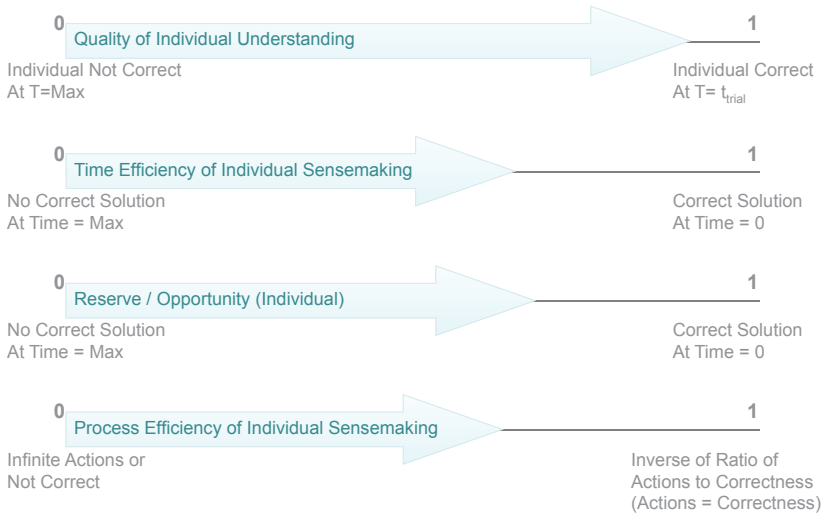 0
1
Quality of Individual Understanding
Individual Not Correct
At T=Max
Individual Correct
At T= t_trial
0
1
Time Efficiency of Individual Sensemaking
No Correct Solution
At Time = Max
Correct Solution
At Time = 0
0
1
Reserve / Opportunity (Individual)
No Correct Solution
At Time = Max
Correct Solution
At Time = 0
0
1
Process Efficiency of Individual Sensemaking
Infinite Actions or
Not Correct
Inverse of Ratio of
Actions to Correctness
(Actions = Correctness)